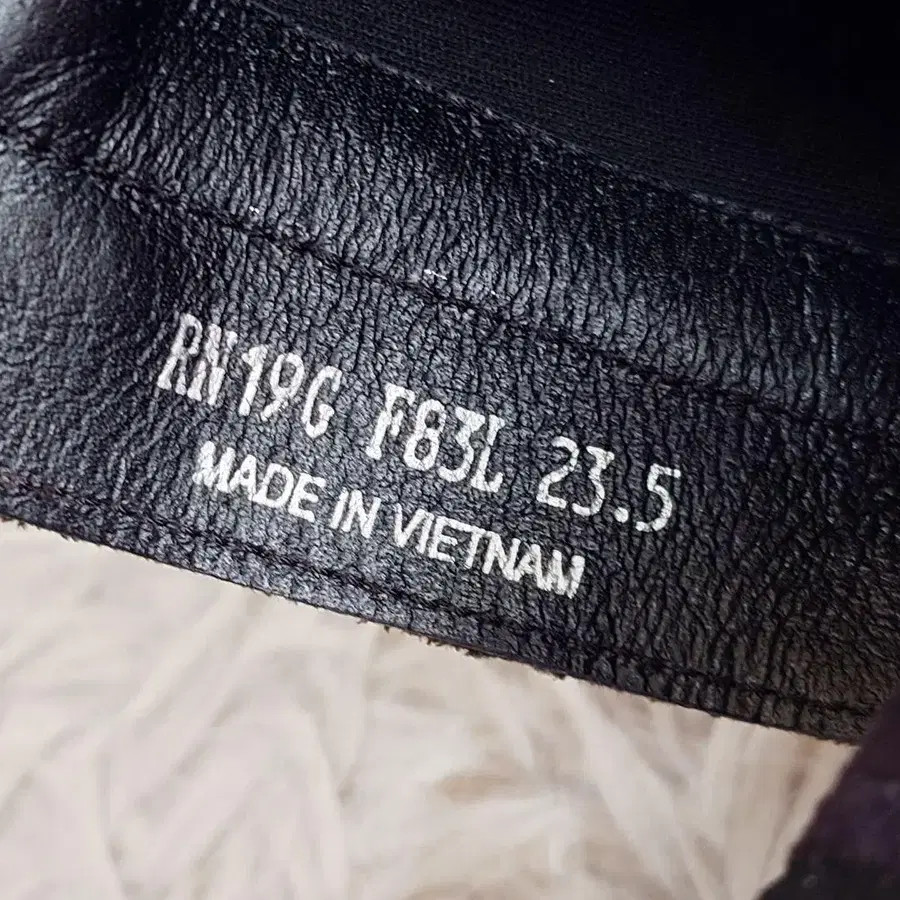 RN19G F83L 23.5
MADE IN VIETNAM